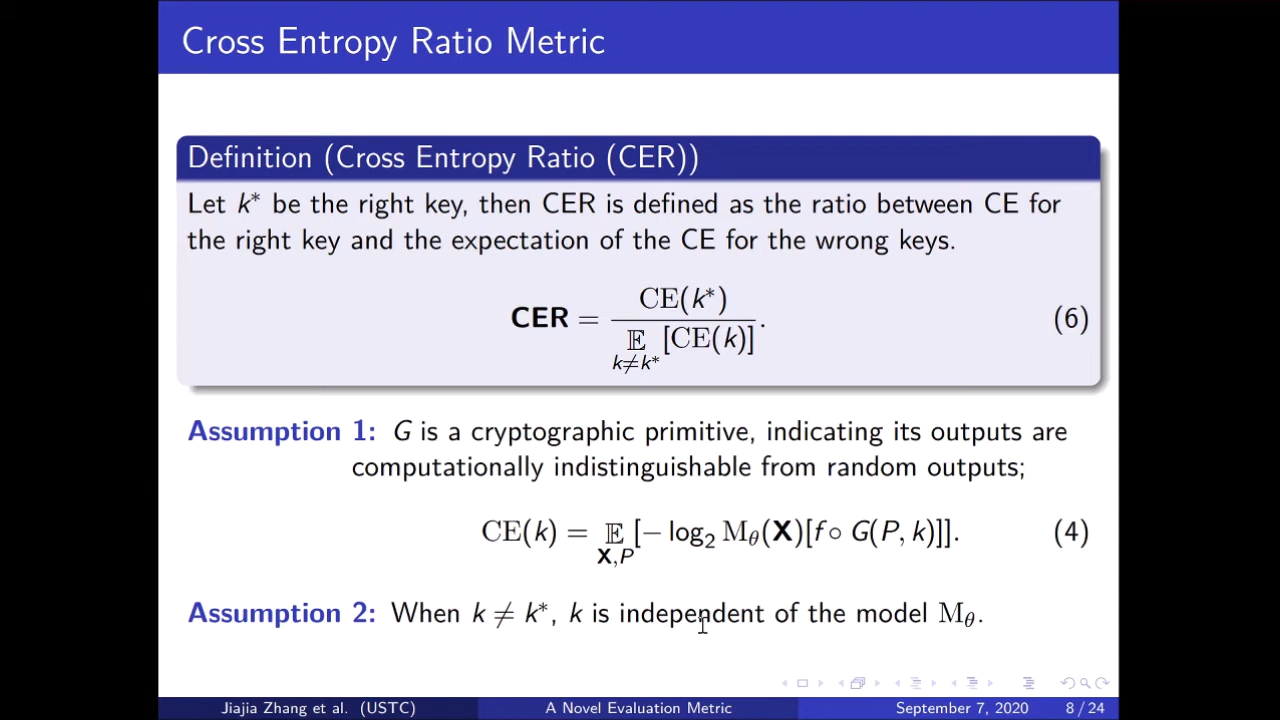 Cross Entropy Ratio Metric
Definition (Cross Entropy Ratio (CER))
Let k* be the right key, then CER is defined as the ratio between CE for
the right key and the expectation of the CE for the wrong keys.
CER = CE(k*) / 𝔼_{k≠k*} [CE(k)]. (6)
Assumption 1: G is a cryptographic primitive, indicating its outputs are
computationally indistinguishable from random outputs;
CE(k) = 𝔼_{X,P} [− log₂ M_θ(X)[f ∘ G(P, k)]]. (4)
Assumption 2: When k ≠ k*, k is independent of the model M_θ.
Jiajia Zhang et al. (USTC) A Novel Evaluation Metric September 7, 2020 8 / 24